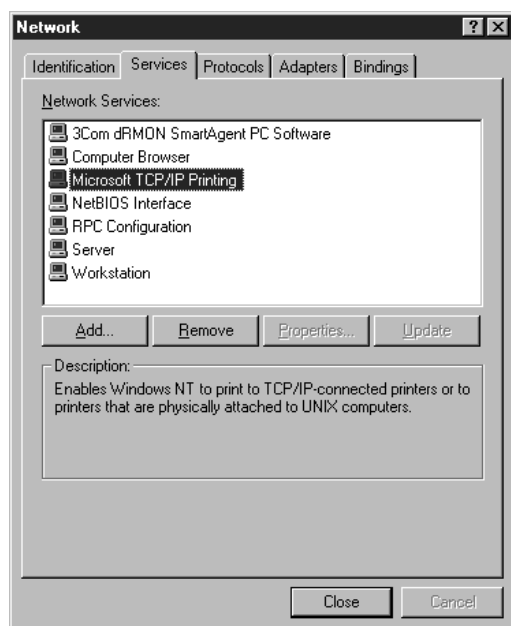 Network
Identification Services Protocols Adapters Bindings
Network Services:
3Com dRMON SmartAgent PC Software
Computer Browser
Microsoft TCP/IP Printing
NetBIOS Interface
RPC Configuration
Server
Workstation
Add... Remove Properties... Update
Description:
Enables Windows NT to print to TCP/IP-connected printers or to
printers that are physically attached to UNIX computers.
Close Cancel